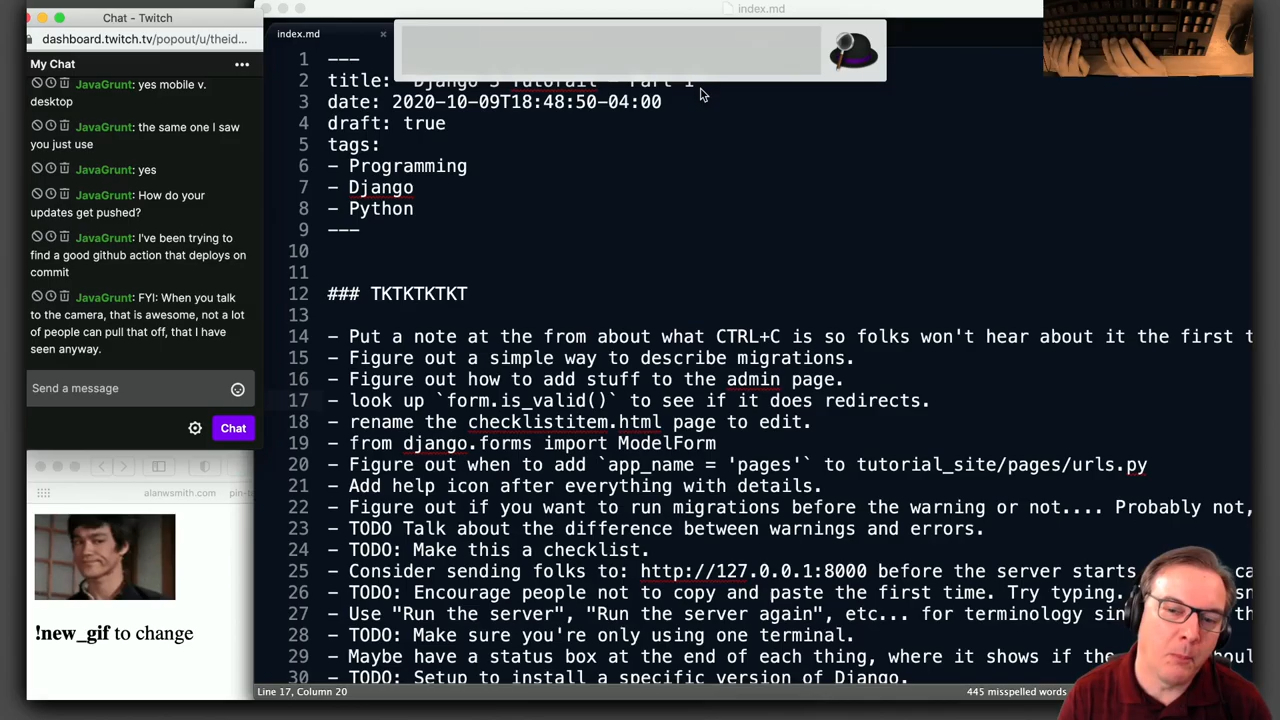 Chat - Twitch
dashboard.twitch.tv/popout/u/theid...
My Chat
JavaGrunt: yes mobile v.
desktop
JavaGrunt: the same one I saw
you just use
JavaGrunt: yes
JavaGrunt: How do your
updates get pushed?
JavaGrunt: I've been trying to
find a good github action that deploys on
commit
JavaGrunt: FYI: When you talk
to the camera, that is awesome, not a lot
of people can pull that off, that I have
seen anyway.
Send a message
Chat
alanwsmith.com
pin-t
!new_gif to change
index.md
index.md
1 ---
2 title:
3 date: 2020-10-09T18:48:50-04:00
4 draft: true
5 tags:
6 - Programming
7 - Django
8 - Python
9 ---
10
11
12 ### TKTKTKTKT
13
14 - Put a note at the from about what CTRL+C is so folks won't hear about it the first t
15 - Figure out a simple way to describe migrations.
16 - Figure out how to add stuff to the admin page.
17 - look up `form.is_valid()` to see if it does redirects.
18 - rename the checklistitem.html page to edit.
19 - from django.forms import ModelForm
20 - Figure out when to add `app_name = 'pages'` to tutorial_site/pages/urls.py
21 - Add help icon after everything with details.
22 - Figure out if you want to run migrations before the warning or not.... Probably not,
23 - TODO Talk about the difference between warnings and errors.
24 - TODO: Make this a checklist.
25 - Consider sending folks to: http://127.0.0.1:8000 before the server starts
26 - TODO: Encourage people not to copy and paste the first time. Try typing.
27 - Use "Run the server", "Run the server again", etc... for terminology
28 - TODO: Make sure you're only using one terminal.
29 - Maybe have a status box at the end of each thing, where it shows if the
30 - TODO: Setup to install a specific version of Django.
Line 17, Column 20
445 misspelled words